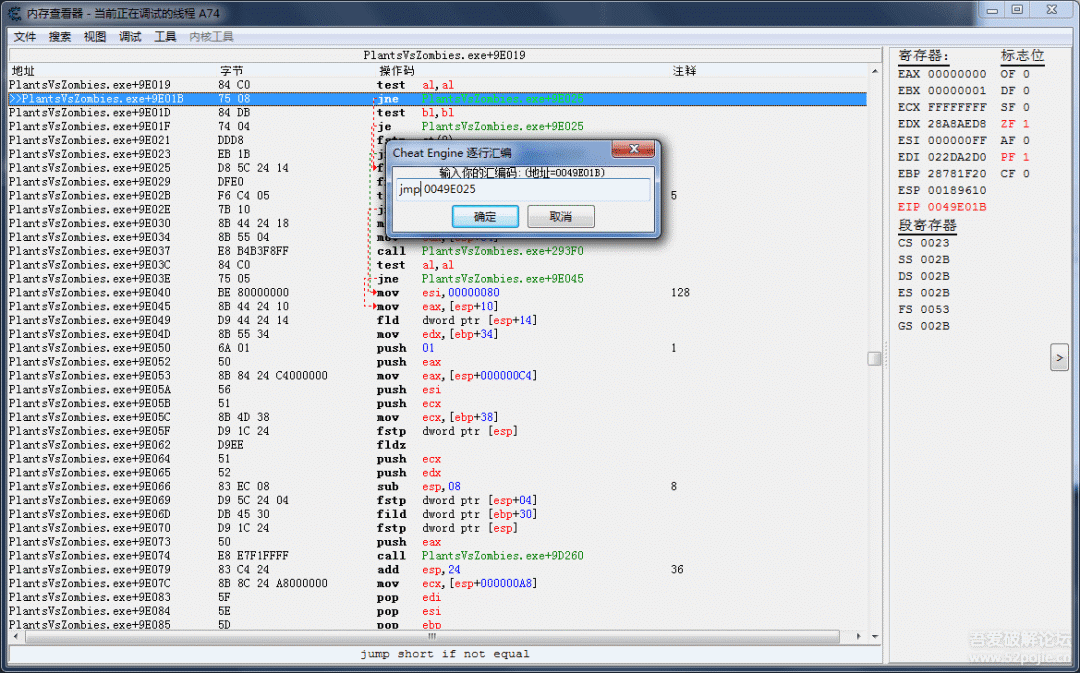 内存查看器 - 当前正在调试的线程 A74
文件 搜索 视图 调试 工具 内核工具
PlantsVsZombies.exe+9E019
地址 字节 操作码 注释
PlantsVsZombies.exe+9E019 84 C0 test al,al
>>PlantsVsZombies.exe+9E01B 75 08 jne
PlantsVsZombies.exe+9E01D 84 DB test bl,bl
PlantsVsZombies.exe+9E01F 74 04 je PlantsVsZombies.exe+9E025
PlantsVsZombies.exe+9E021 DDD8
PlantsVsZombies.exe+9E023 EB 1B
PlantsVsZombies.exe+9E025 D8 5C 24 14
PlantsVsZombies.exe+9E029 DFE0
PlantsVsZombies.exe+9E02B F6 C4 05 5
PlantsVsZombies.exe+9E02E 7B 10
PlantsVsZombies.exe+9E030 8B 44 24 18
PlantsVsZombies.exe+9E034 8B 55 04
PlantsVsZombies.exe+9E037 E8 B4B3F8FF call PlantsVsZombies.exe+293F0
PlantsVsZombies.exe+9E03C 84 C0 test al,al
PlantsVsZombies.exe+9E03E 75 05 jne PlantsVsZombies.exe+9E045
PlantsVsZombies.exe+9E040 BE 80000000 mov esi,00000080 128
PlantsVsZombies.exe+9E045 8B 44 24 10 mov eax,[esp+10]
PlantsVsZombies.exe+9E049 D9 44 24 14 fld dword ptr [esp+14]
PlantsVsZombies.exe+9E04D 8B 55 34 mov edx,[ebp+34]
PlantsVsZombies.exe+9E050 6A 01 push 01 1
PlantsVsZombies.exe+9E052 50 push eax
PlantsVsZombies.exe+9E053 8B 84 24 C4000000 mov eax,[esp+000000C4]
PlantsVsZombies.exe+9E05A 56 push esi
PlantsVsZombies.exe+9E05B 51 push ecx
PlantsVsZombies.exe+9E05C 8B 4D 38 mov ecx,[ebp+38]
PlantsVsZombies.exe+9E05F D9 1C 24 fstp dword ptr [esp]
PlantsVsZombies.exe+9E062 D9EE fldz
PlantsVsZombies.exe+9E064 51 push ecx
PlantsVsZombies.exe+9E065 52 push edx
PlantsVsZombies.exe+9E066 83 EC 08 sub esp,08 8
PlantsVsZombies.exe+9E069 D9 5C 24 04 fstp dword ptr [esp+04]
PlantsVsZombies.exe+9E06D DB 45 30 fild dword ptr [ebp+30]
PlantsVsZombies.exe+9E070 D9 1C 24 fstp dword ptr [esp]
PlantsVsZombies.exe+9E073 50 push eax
PlantsVsZombies.exe+9E074 E8 E7F1FFFF call PlantsVsZombies.exe+9D260
PlantsVsZombies.exe+9E079 83 C4 24 add esp,24 36
PlantsVsZombies.exe+9E07C 8B 8C 24 A8000000 mov ecx,[esp+000000A8]
PlantsVsZombies.exe+9E083 5F pop edi
PlantsVsZombies.exe+9E084 5E pop esi
PlantsVsZombies.exe+9E085 5D pop ebp
jump short if not equal
Cheat Engine 逐行汇编
输入你的汇编码:(地址=0049E01B)
jmp 0049E025
确定 取消
寄存器: 标志位
EAX 00000000 OF 0
EBX 00000001 DF 0
ECX FFFFFFFF SF 0
EDX 28A8AED8 ZF 1
ESI 000000FF AF 0
EDI 022DA2D0 PF 1
EBP 28781F20 CF 0
ESP 00189610
EIP 0049E01B
段寄存器
CS 0023
SS 002B
DS 002B
ES 002B
FS 0053
GS 002B
>
吾爱破解论坛
www.52pojie.cn